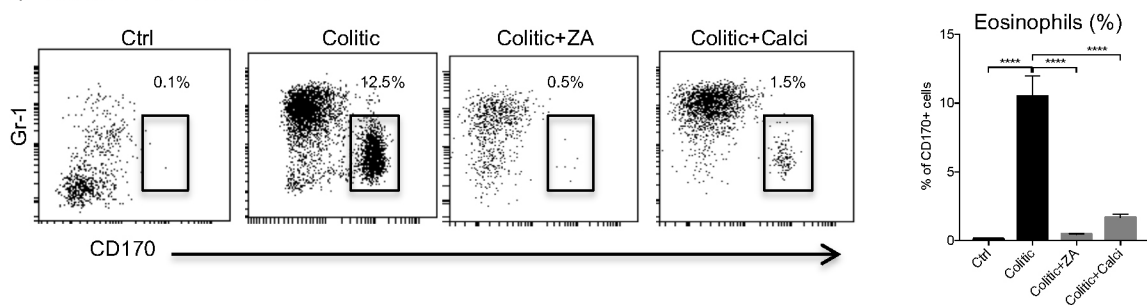 Ctrl
Colitic
Colitic+ZA
Colitic+Calci
Gr-1
0.1%
12.5%
0.5%
1.5%
CD170
Eosinophils (%)
% of CD170+ cells
15
10
5
0
****
****
****
Ctrl
Colitic
Colitic+ZA
Colitic+Calci